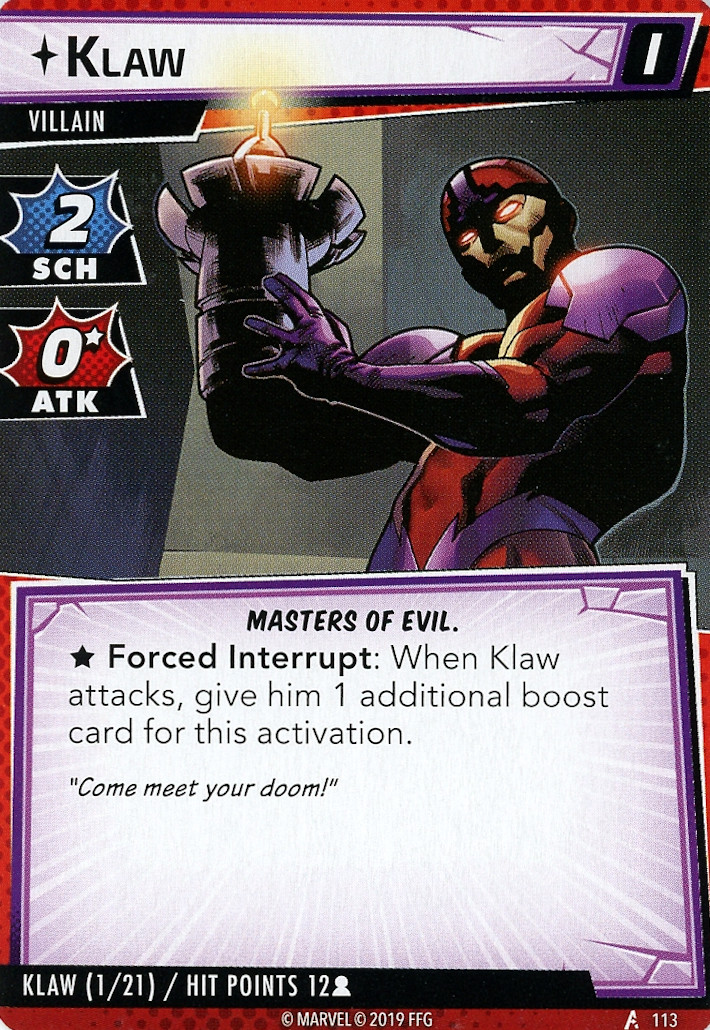 KLAW
I
VILLAIN
2
SCH
0★
ATK
MASTERS OF EVIL.
★ Forced Interrupt: When Klaw
attacks, give him 1 additional boost
card for this activation.
"Come meet your doom!"
KLAW (1/21) / HIT POINTS 12
© MARVEL © 2019 FFG
113